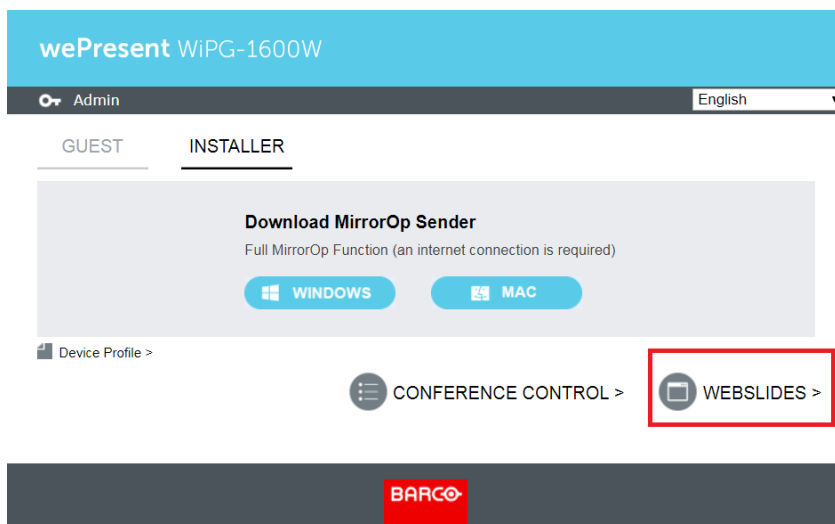 wePresent WiPG-1600W
Admin
English
GUEST INSTALLER
Download MirrorOp Sender
Full MirrorOp Function (an internet connection is required)
WINDOWS MAC
Device Profile >
CONFERENCE CONTROL > WEBSLIDES >
BARCO